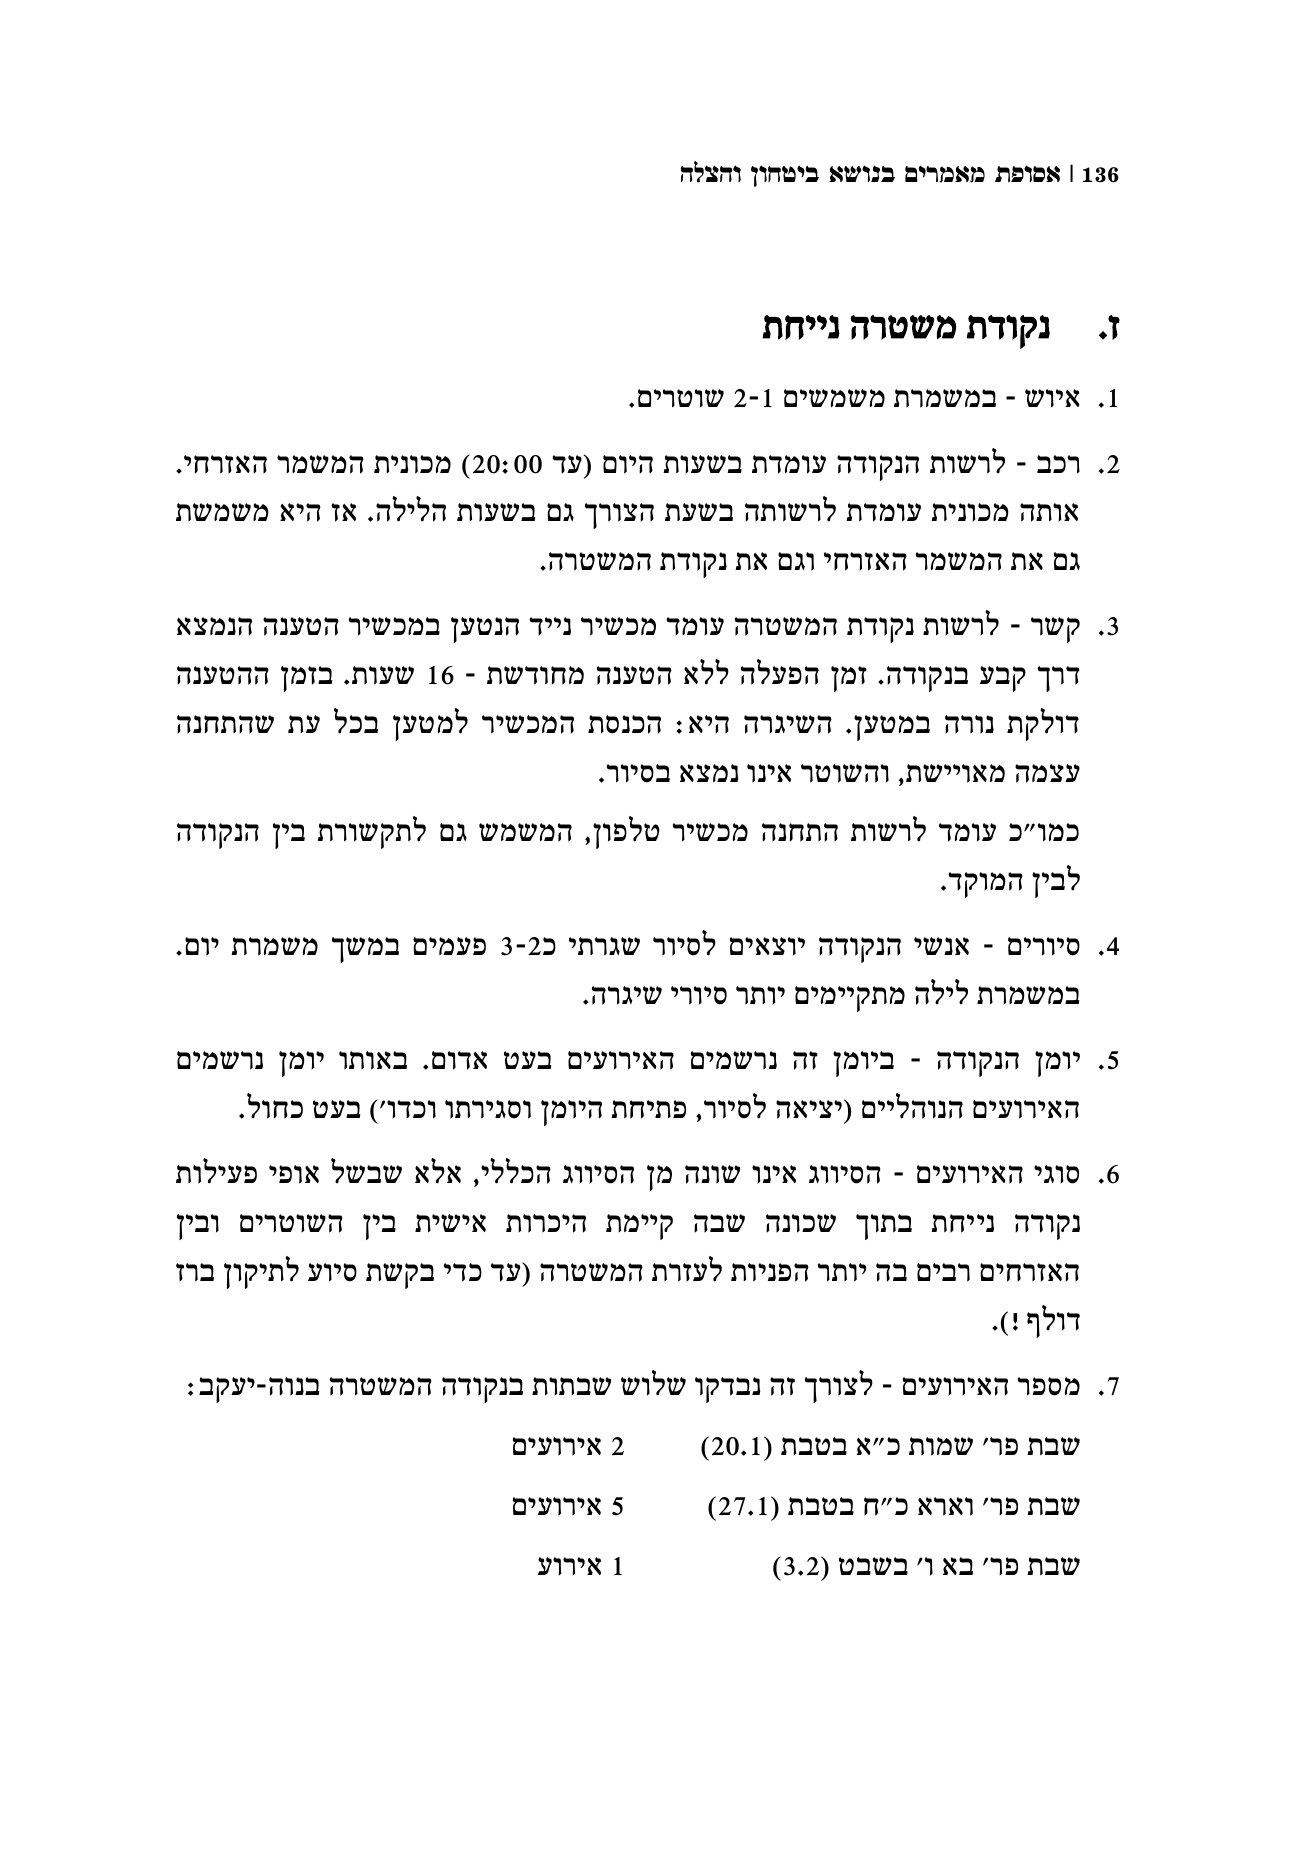 136 | אסופת מאמרים בנושא ביטחון והצלה
ז. נקודת משטרה נייחת
1. איוש - במשמרת משמשים 2-1 שוטרים.
2. רכב - לרשות הנקודה עומדת בשעות היום (עד 20:00) מכונית המשמר האזרחי.
אותה מכונית עומדת לרשותה בשעת הצורך גם בשעות הלילה. אז היא משמשת
גם את המשמר האזרחי וגם את נקודת המשטרה.
3. קשר - לרשות נקודת המשטרה עומד מכשיר נייד הנטען במכשיר הטענה הנמצא
דרך קבע בנקודה. זמן הפעלה ללא הטענה מחודשת - 16 שעות. בזמן ההטענה
דולקת נורה במטען. השיגרה היא: הכנסת המכשיר למטען בכל עת שהתחנה
עצמה מאויישת, והשוטר אינו נמצא בסיור.
כמו״כ עומד לרשות התחנה מכשיר טלפון, המשמש גם לתקשורת בין הנקודה
לבין המוקד.
4. סיורים - אנשי הנקודה יוצאים לסיור שגרתי כ3-2 פעמים במשך משמרת יום.
במשמרת לילה מתקיימים יותר סיורי שיגרה.
5. יומן הנקודה - ביומן זה נרשמים האירועים בעט אדום. באותו יומן נרשמים
האירועים הנוהליים (יציאה לסיור, פתיחת היומן וסגירתו וכדו׳) בעט כחול.
6. סוגי האירועים - הסיווג אינו שונה מן הסיווג הכללי, אלא שבשל אופי פעילות
נקודה נייחת בתוך שכונה שבה קיימת היכרות אישית בין השוטרים ובין
האזרחים רבים בה יותר הפניות לעזרת המשטרה (עד כדי בקשת סיוע לתיקון ברז
דולף!).
7. מספר האירועים - לצורך זה נבדקו שלוש שבתות בנקודה המשטרה בנוה-יעקב:
שבת פר׳ שמות כ״א בטבת (20.1) 2 אירועים
שבת פר׳ וארא כ״ח בטבת (27.1) 5 אירועים
שבת פר׳ בא ו׳ בשבט (3.2) 1 אירוע